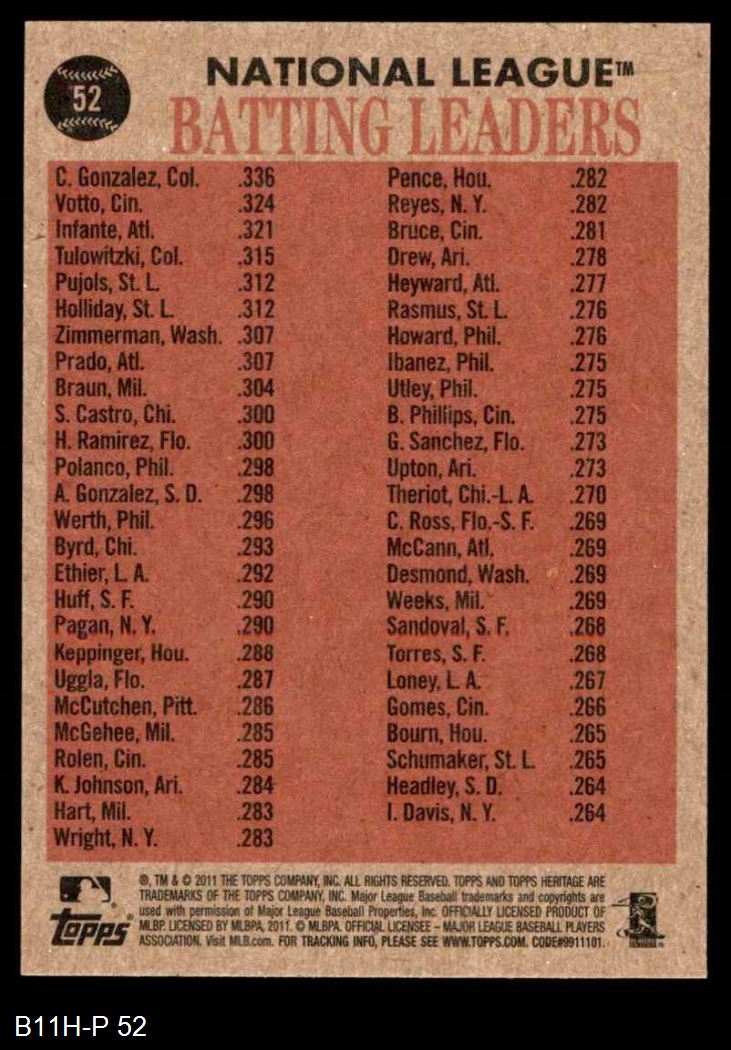 52
NATIONAL LEAGUE™
BATTING LEADERS
C. Gonzalez, Col. .336
Votto, Cin. .324
Infante, Atl. .321
Tulowitzki, Col. .315
Pujols, St. L. .312
Holliday, St. L. .312
Zimmerman, Wash. .307
Prado, Atl. .307
Braun, Mil. .304
S. Castro, Chi. .300
H. Ramirez, Flo. .300
Polanco, Phil. .298
A. Gonzalez, S. D. .298
Werth, Phil. .296
Byrd, Chi. .293
Ethier, L. A. .292
Huff, S. F. .290
Pagan, N. Y. .290
Keppinger, Hou. .288
Uggla, Flo. .287
McCutchen, Pitt. .286
McGehee, Mil. .285
Rolen, Cin. .285
K. Johnson, Ari. .284
Hart, Mil. .283
Wright, N. Y. .283
Pence, Hou. .282
Reyes, N. Y. .282
Bruce, Cin. .281
Drew, Ari. .278
Heyward, Atl. .277
Rasmus, St. L. .276
Howard, Phil. .276
Ibanez, Phil. .275
Utley, Phil. .275
B. Phillips, Cin. .275
G. Sanchez, Flo. .273
Upton, Ari. .273
Theriot, Chi.-L. A. .270
C. Ross, Flo.-S. F. .269
McCann, Atl. .269
Desmond, Wash. .269
Weeks, Mil. .269
Sandoval, S. F. .268
Torres, S. F. .268
Loney, L. A. .267
Gomes, Cin. .266
Bourn, Hou. .265
Schumaker, St. L. .265
Headley, S. D. .264
I. Davis, N. Y. .264
topps
®, TM & © 2011 THE TOPPS COMPANY, INC. ALL RIGHTS RESERVED. TOPPS AND TOPPS HERITAGE ARE
TRADEMARKS OF THE TOPPS COMPANY, INC. Major League Baseball trademarks and copyrights are
used with permission of Major League Baseball Properties, Inc. OFFICIALLY LICENSED PRODUCT OF
MLBP. LICENSED BY MLBPA, 2011. © MLBPA. OFFICIAL LICENSEE – MAJOR LEAGUE BASEBALL PLAYERS
ASSOCIATION. Visit MLB.com. FOR TRACKING INFO, PLEASE SEE WWW.TOPPS.COM. CODE#9911101.
B11H-P 52